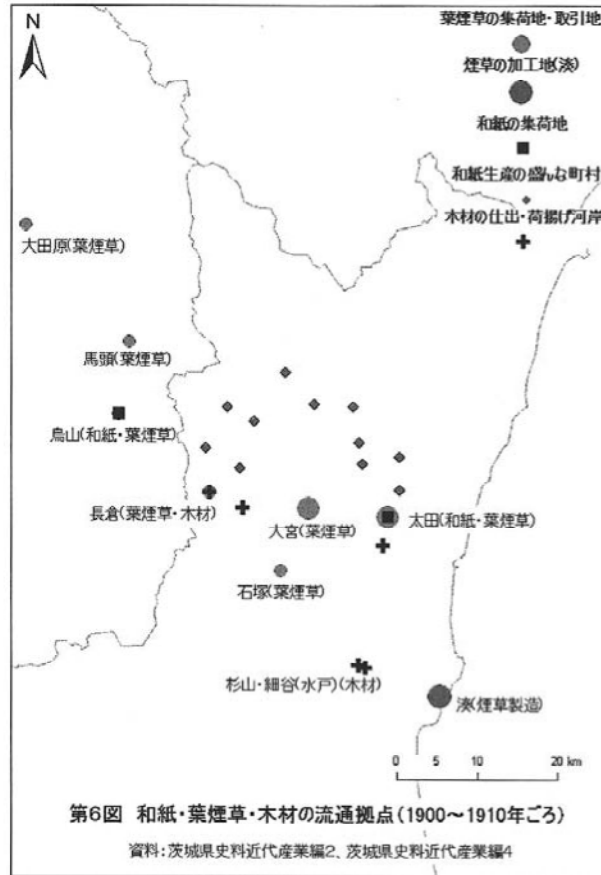 N
葉煙草の集荷地・取引地
煙草の加工地(湊)
和紙の集荷地
和紙生産の盛んな町村
木材の仕出・荷揚げ河岸
大田原(葉煙草)
馬頭(葉煙草)
烏山(和紙・葉煙草)
長倉(葉煙草・木材)
大宮(葉煙草)
太田(和紙・葉煙草)
石塚(葉煙草)
杉山・細谷(水戸)(木材)
湊(煙草製造)
0 5 10 20 km
第6図 和紙・葉煙草・木材の流通拠点(1900～1910年ごろ)
資料:茨城県史料近代産業編2、茨城県史料近代産業編4